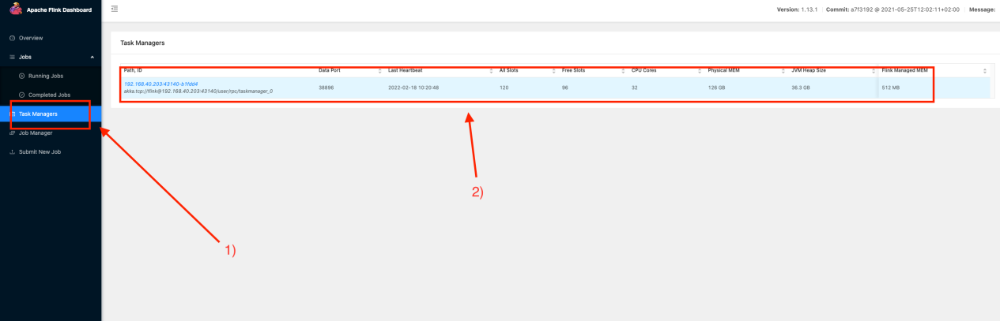 Apache Flink Dashboard
Version: 1.13.1 Commit: a7f3192 @ 2021-05-25T12:02:11+02:00 Message:
Overview
Jobs
Running Jobs
Completed Jobs
Task Managers
Job Manager
Submit New Job
Task Managers
Path, ID Data Port Last Heartbeat All Slots Free Slots CPU Cores Physical MEM JVM Heap Size Flink Managed MEM
192.168.40.203:43140-b1fdd4
akka.tcp://flink@192.168.40.203:43140/user/rpc/taskmanager_0
38896 2022-02-18 10:20:48 120 96 32 126 GB 36.3 GB 512 MB
2)
1)